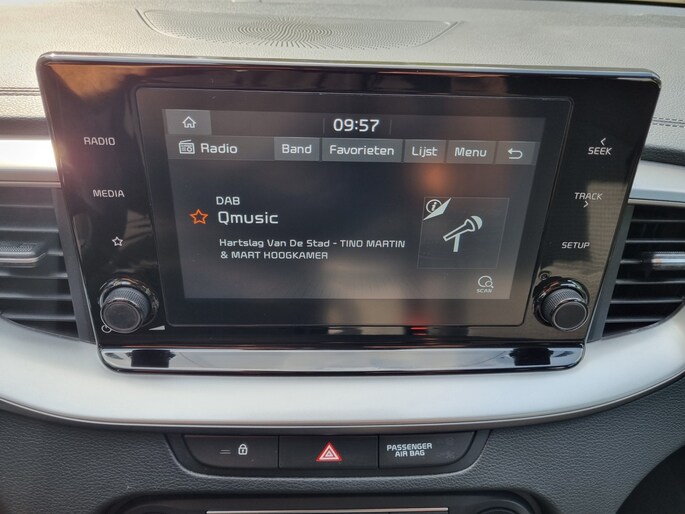 09:57
RADIO
Radio Band Favorieten Lijst Menu
SEEK
MEDIA
DAB
TRACK
Qmusic
Hartslag Van De Stad - TINO MARTIN
& MART HOOGKAMER
SETUP
SCAN
PASSENGER
AIR BAG